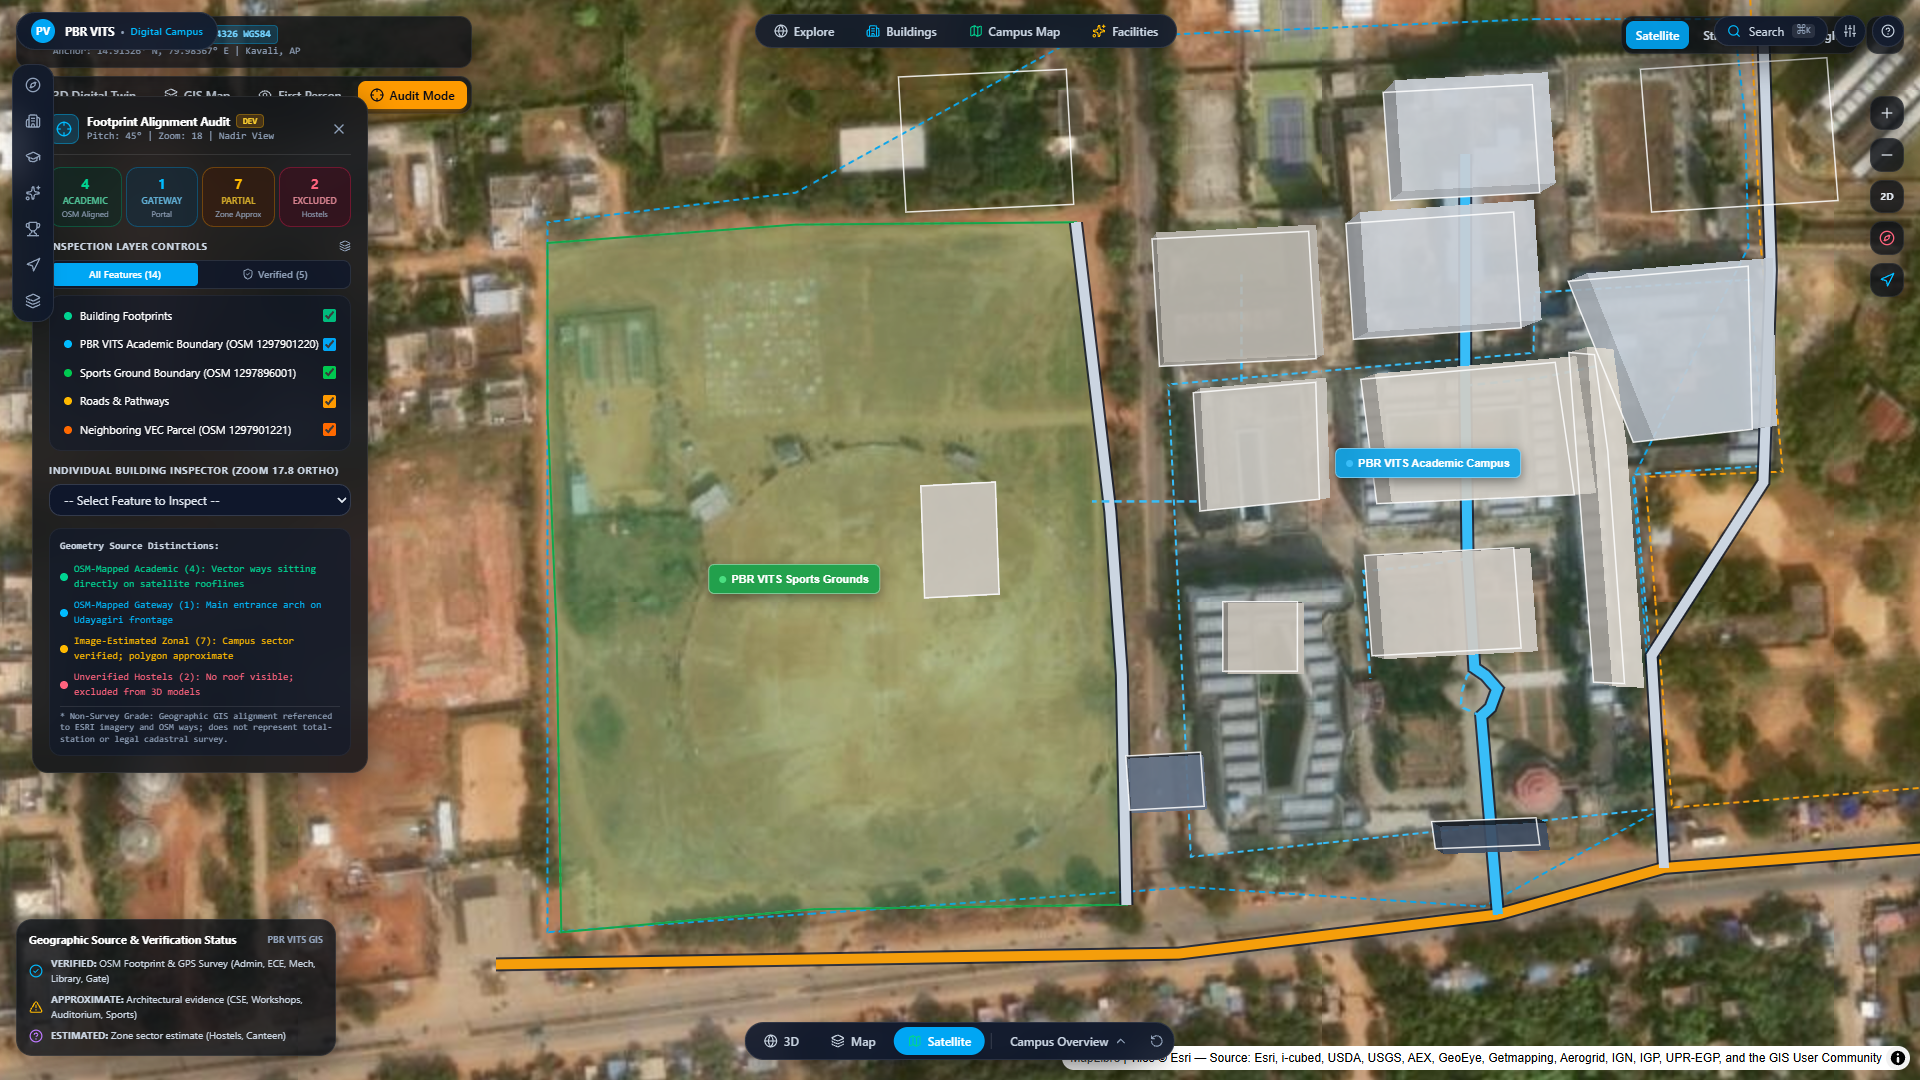 PV PBR VITS • Digital Campus
4326 WGS84
Anchor: 14.91326° N, 79.98367° E | Kavali, AP
Explore
Buildings
Campus Map
Facilities
Satellite
Search ⌘K
3D Digital Twin
GIS Map
First Person
Audit Mode
Footprint Alignment Audit DEV
Pitch: 45° | Zoom: 18 | Nadir View
4 ACADEMIC OSM Aligned
1 GATEWAY Portal
7 PARTIAL Zone Approx
2 EXCLUDED Hostels
INSPECTION LAYER CONTROLS
All Features (14)
Verified (5)
Building Footprints
PBR VITS Academic Boundary (OSM 1297901220)
Sports Ground Boundary (OSM 1297896001)
Roads & Pathways
Neighboring VEC Parcel (OSM 1297901221)
INDIVIDUAL BUILDING INSPECTOR (ZOOM 17.8 ORTHO)
-- Select Feature to Inspect --
Geometry Source Distinctions:
OSM-Mapped Academic (4): Vector ways sitting
directly on satellite rooflines
OSM-Mapped Gateway (1): Main entrance arch on
Udayagiri frontage
Image-Estimated Zonal (7): Campus sector
verified; polygon approximate
Unverified Hostels (2): No roof visible;
excluded from 3D models
* Non-Survey Grade: Geographic GIS alignment referenced
to ESRI imagery and OSM ways; does not represent total-
station or legal cadastral survey.
2D
PBR VITS Academic Campus
PBR VITS Sports Grounds
Geographic Source & Verification Status PBR VITS GIS
VERIFIED: OSM Footprint & GPS Survey (Admin, ECE, Mech,
Library, Gate)
APPROXIMATE: Architectural evidence (CSE, Workshops,
Auditorium, Sports)
ESTIMATED: Zone sector estimate (Hostels, Canteen)
3D
Map
Satellite
Campus Overview
MapLibre | Tiles © Esri — Source: Esri, i-cubed, USDA, USGS, AEX, GeoEye, Getmapping, Aerogrid, IGN, IGP, UPR-EGP, and the GIS User Community